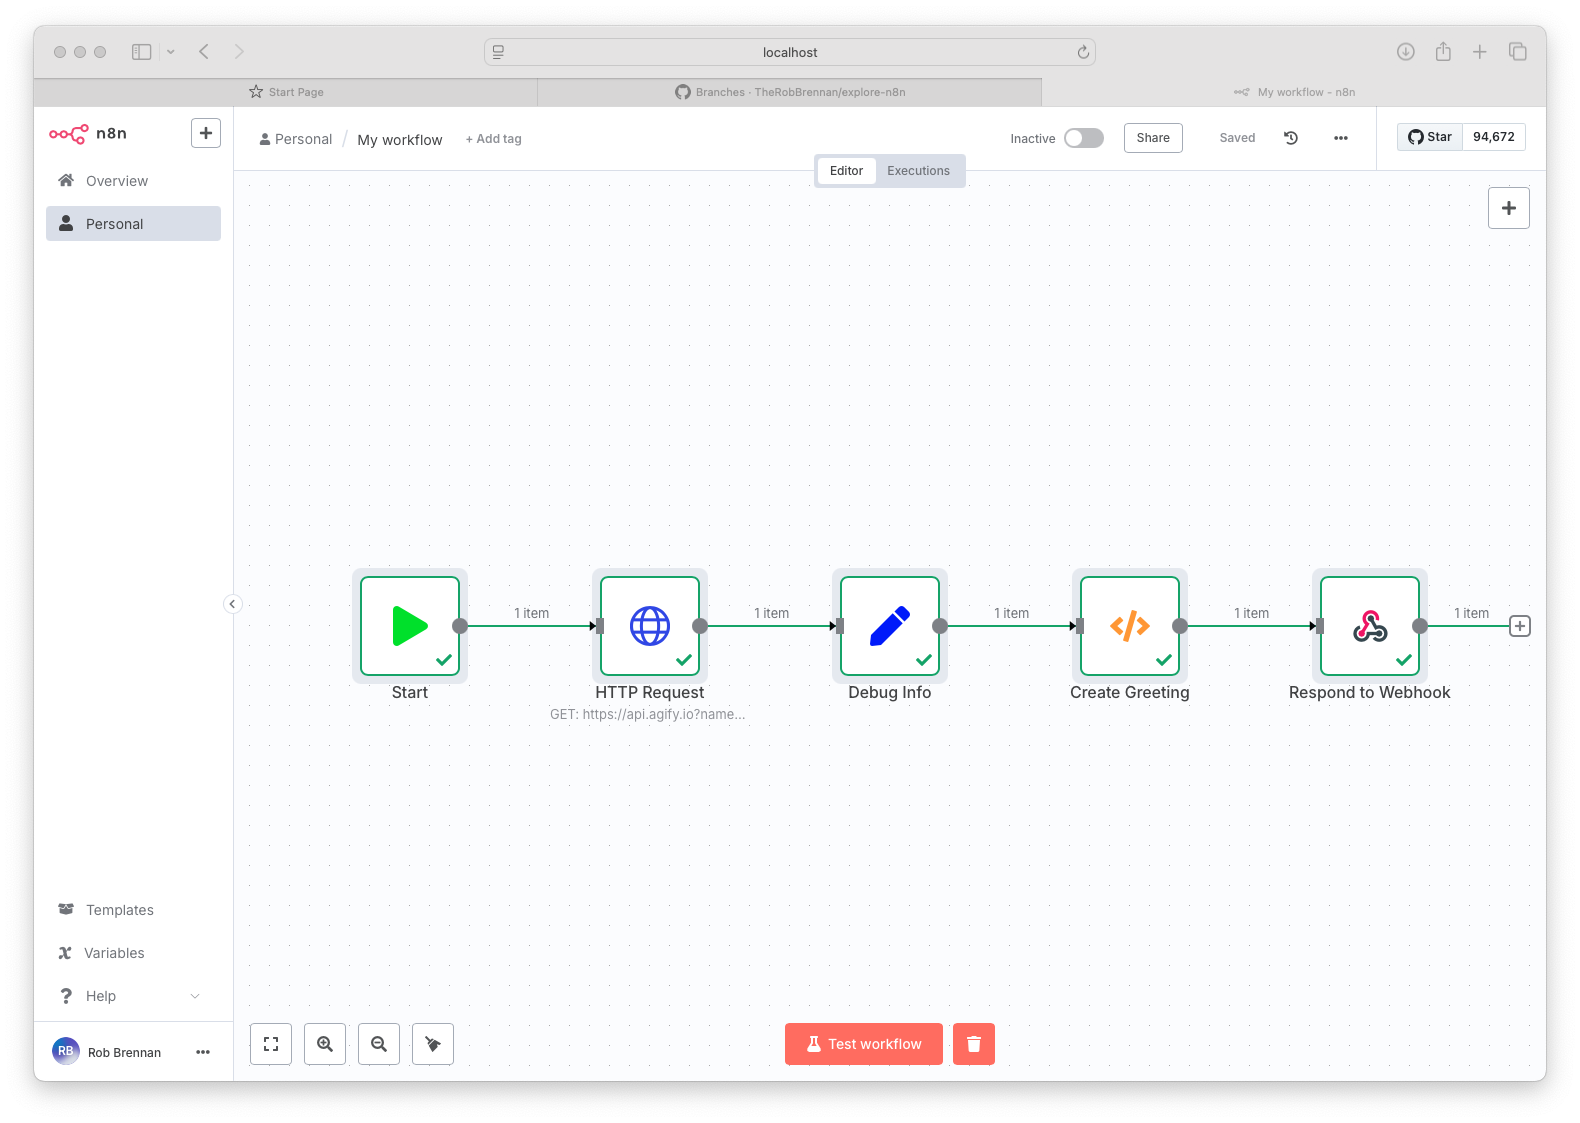 localhost
Start Page
Branches · TheRobBrennan/explore-n8n
My workflow - n8n
n8n
Personal / My workflow + Add tag
Inactive
Share
Saved
Star 94,672
Editor Executions
Overview
Personal
1 item
1 item
1 item
1 item
1 item
Start
HTTP Request
GET: https://api.agify.io?name...
Debug Info
Create Greeting
Respond to Webhook
Templates
Variables
Help
RB Rob Brennan
Test workflow